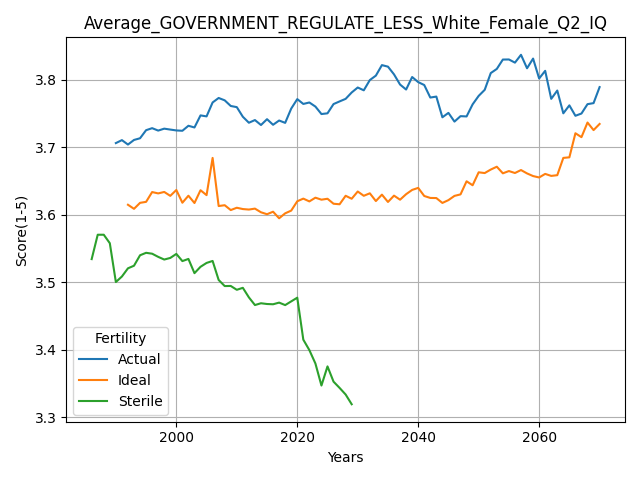 Average_GOVERNMENT_REGULATE_LESS_White_Female_Q2_IQ
Score(1-5)
3.8
3.7
3.6
3.5
3.4
3.3
Fertility
Actual
Ideal
Sterile
2000 2020 2040 2060
Years